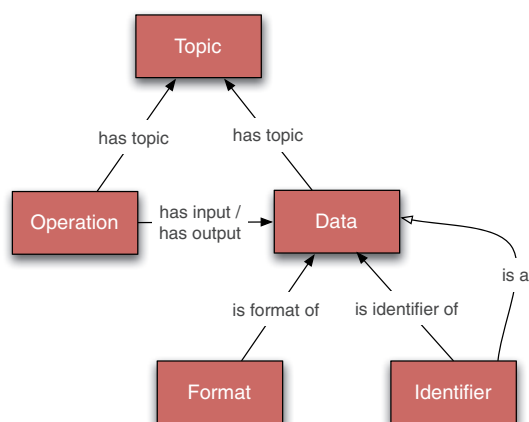 Topic
has topic
has topic
Operation
has input /
has output
Data
is a
is format of
is identifier of
Format
Identifier